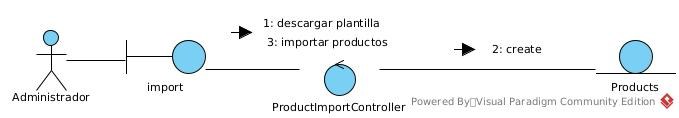 1: descargar plantilla
3: importar productos
2: create
Administrador
import
ProductImportController
Products
Powered By Visual Paradigm Community Edition